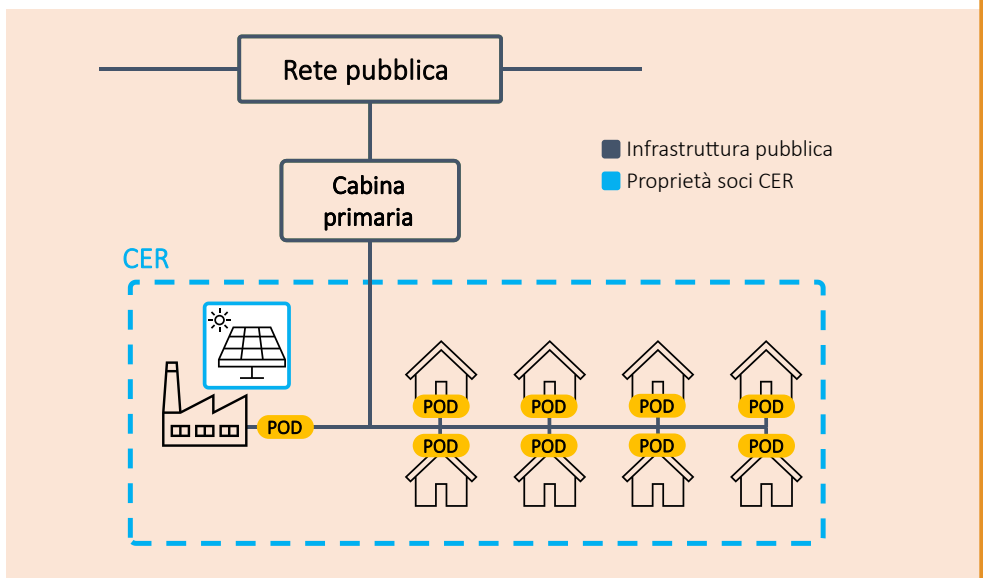 Rete pubblica
Infrastruttura pubblica
Proprietà soci CER
Cabina
primaria
CER
POD POD POD POD
POD
POD POD POD POD